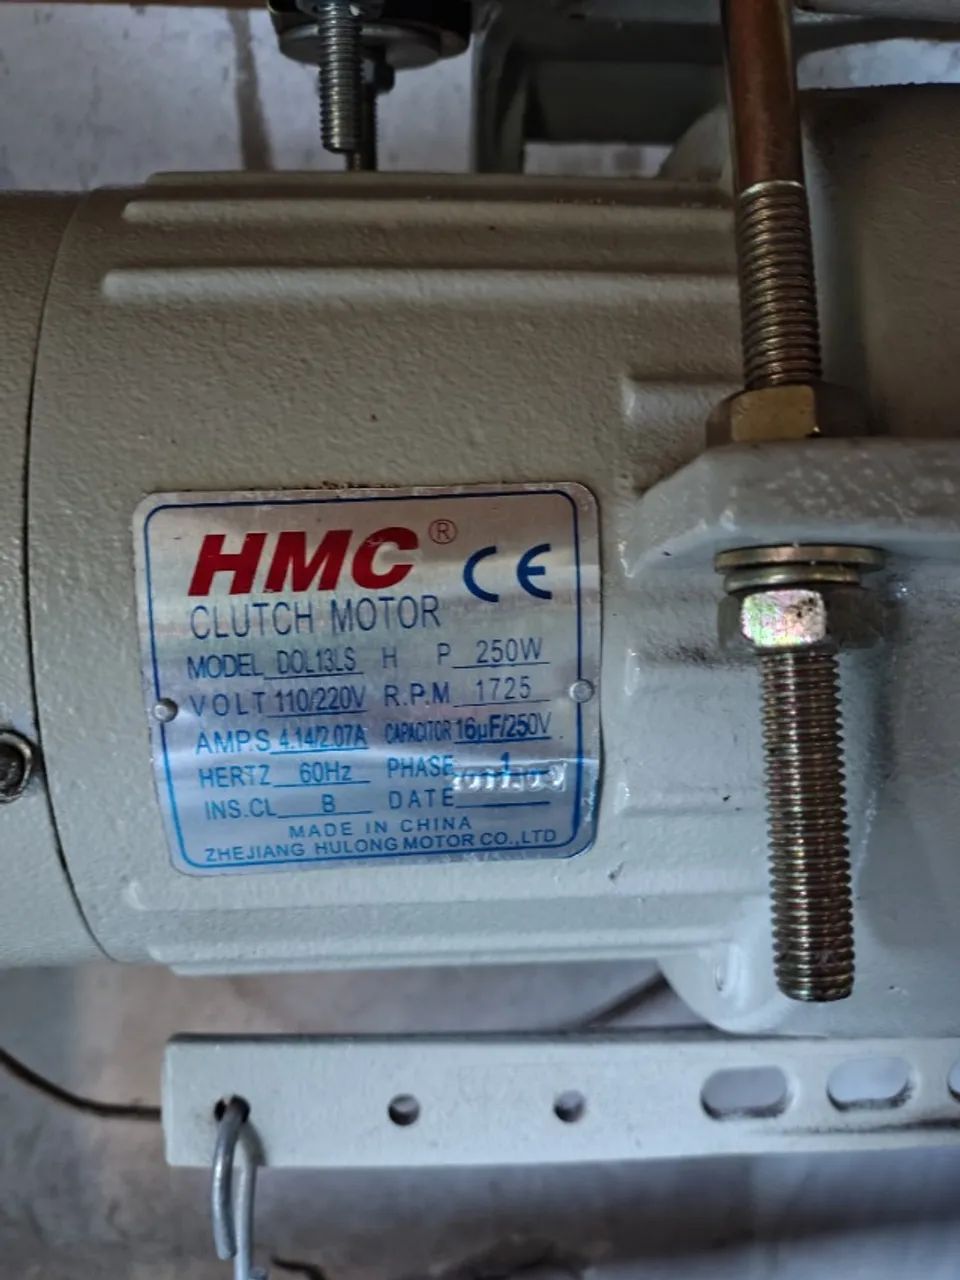 HMC ® CE
CLUTCH MOTOR
MODEL DOL13LS H P 250W
VOLT 110/220V R.P.M 1725
AMP.S 4.14/2.07A CAPACITOR 16µF/250V
HERTZ 60Hz PHASE 1
INS.CL B DATE
MADE IN CHINA
ZHEJIANG HULONG MOTOR CO.,LTD